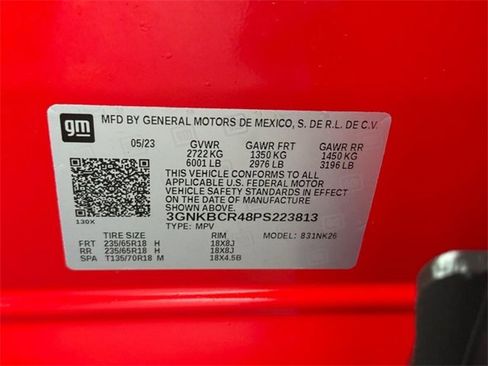 gm
MFD BY GENERAL MOTORS DE MEXICO, S. DE R.L. DE C.V.
05/23 GVWR GAWR FRT GAWR RR
2722 KG 1350 KG 1450 KG
6001 LB 2976 LB 3196 LB
THIS VEHICLE CONFORMS TO ALL
APPLICABLE U.S. FEDERAL MOTOR
VEHICLE SAFETY STANDARDS IN EFFECT
ON THE DATE OF MANUFACTURE
SHOWN ABOVE.
3GNKBCR48PS223813
130X TYPE: MPV
TIRE SIZE RIM MODEL: 831NK26
FRT 235/65R18 H 18X8J
RR 235/65R18 H 18X8J
SPA T135/70R18 M 18X4.5B